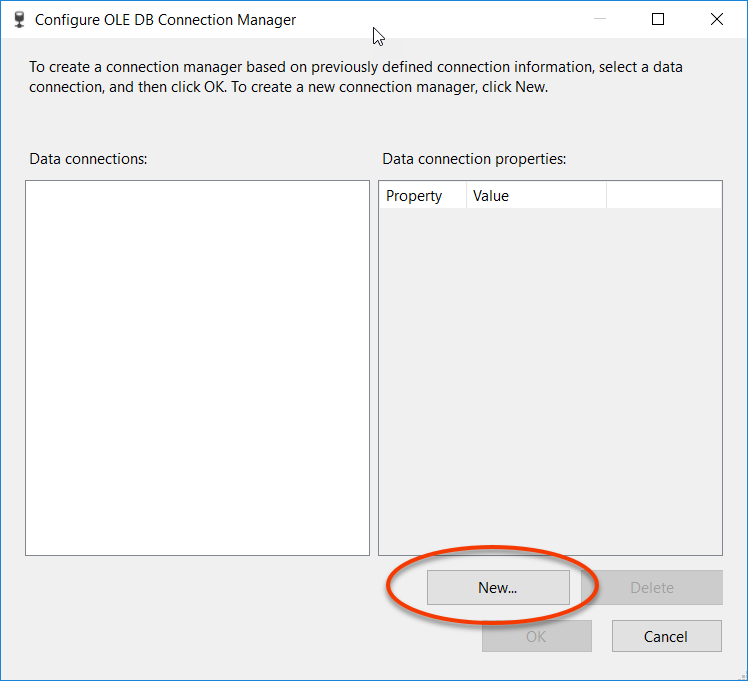 Configure OLE DB Connection Manager
To create a connection manager based on previously defined connection information, select a data
connection, and then click OK. To create a new connection manager, click New.
Data connections:
Data connection properties:
Property
Value
New...
Delete
OK
Cancel